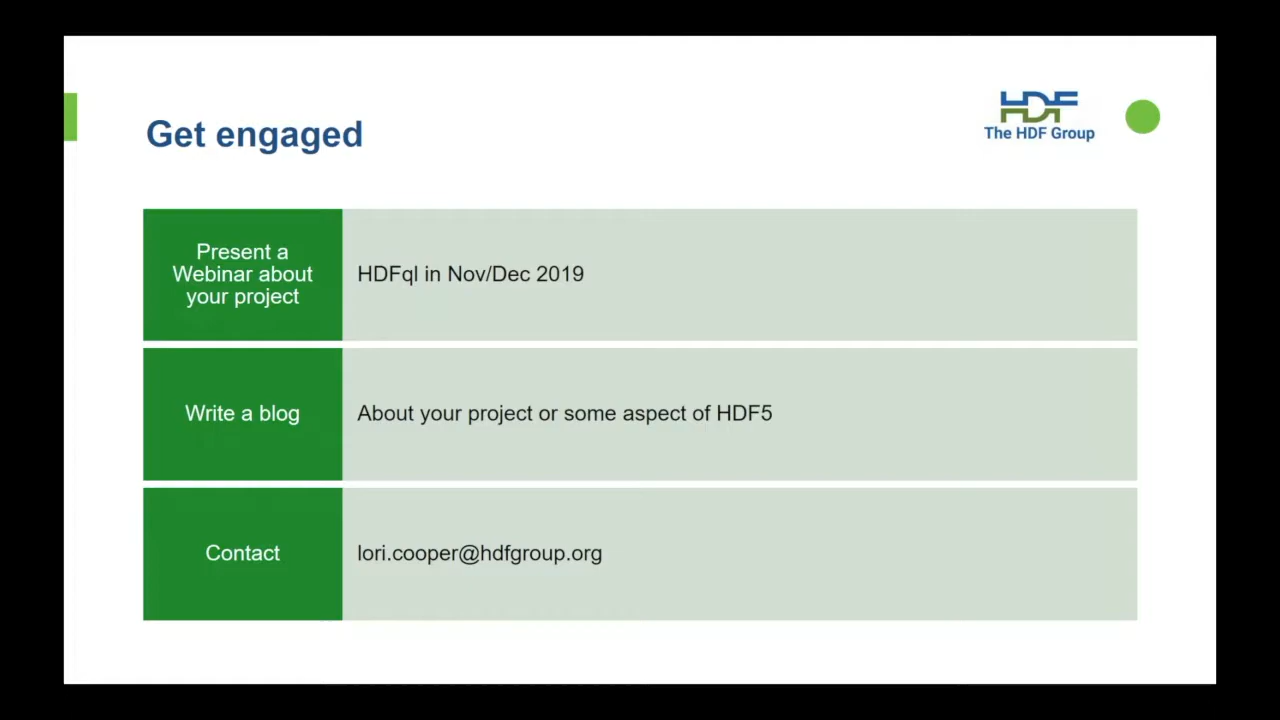 Get engaged
HDF
The HDF Group
Present a
Webinar about
your project
HDFql in Nov/Dec 2019
Write a blog
About your project or some aspect of HDF5
Contact
lori.cooper@hdfgroup.org